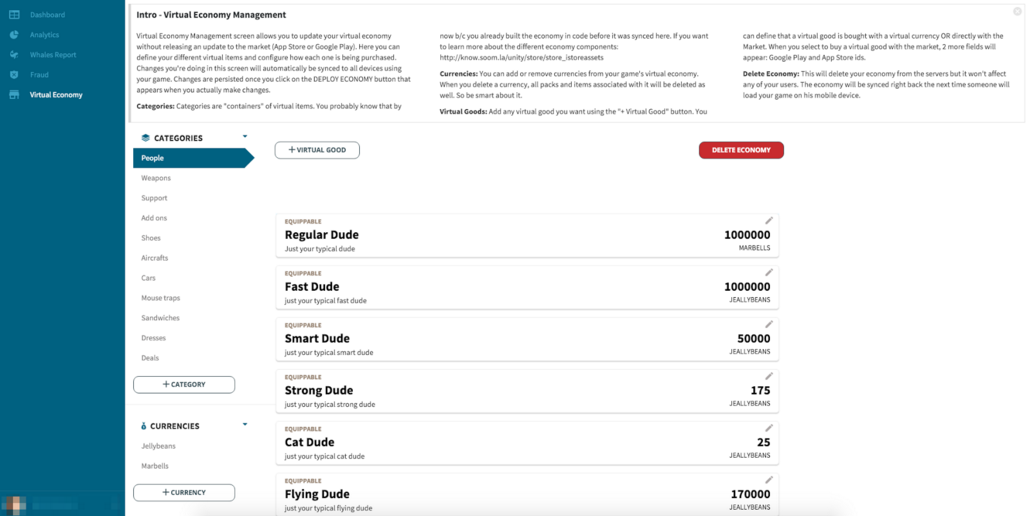 Dashboard
Analytics
Whales Report
Fraud
Virtual Economy
Intro - Virtual Economy Management
Virtual Economy Management screen allows you to update your virtual economy
without releasing an update to the market (App Store or Google Play). Here you can
define your different virtual items and configure how each one is being purchased.
Changes you're doing in this screen will automatically be synced to all devices using
your game. Changes are persisted once you click on the DEPLOY ECONOMY button that
appears when you actually make changes.
Categories: Categories are "containers" of virtual items. You probably know that by
now b/c you already built the economy in code before it was synced here. If you want
to learn more about the different economy components:
http://know.soom.la/unity/store/store_istoreassets
Currencies: You can add or remove currencies from your game's virtual economy.
When you delete a currency, all packs and items associated with it will be deleted as
well. So be smart about it.
Virtual Goods: Add any virtual good you want using the "+ Virtual Good" button. You
can define that a virtual good is bought with a virtual currency OR directly with the
Market. When you select to buy a virtual good with the market, 2 more fields will
appear: Google Play and App Store ids.
Delete Economy: This will delete your economy from the servers but it won't affect
any of your users. The economy will be synced right back the next time someone will
load your game on his mobile device.
CATEGORIES
People
Weapons
Support
Add ons
Shoes
Aircrafts
Cars
Mouse traps
Sandwiches
Dresses
Deals
+ CATEGORY
CURRENCIES
Jellybeans
Marbells
+ CURRENCY
+ VIRTUAL GOOD
DELETE ECONOMY
EQUIPPABLE
Regular Dude
1000000
Just your typical dude
MARBELLS
EQUIPPABLE
Fast Dude
1000000
just your typical fast dude
JEALLYBEANS
EQUIPPABLE
Smart Dude
50000
just your typical smart dude
JEALLYBEANS
EQUIPPABLE
Strong Dude
175
just your typical strong dude
JEALLYBEANS
EQUIPPABLE
Cat Dude
25
just your typical cat dude
JEALLYBEANS
EQUIPPABLE
Flying Dude
170000
just your typical flying dude
JEALLYBEANS